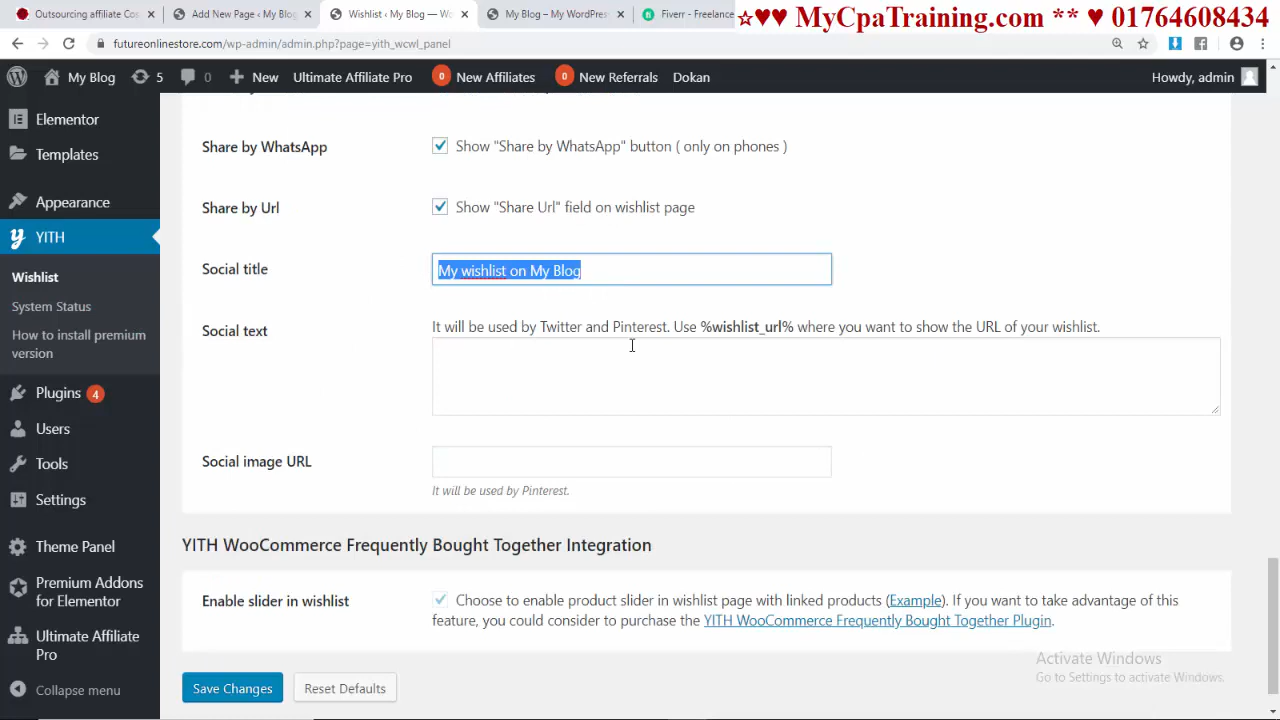 Outsourcing affiliate Co
Add New Page ‹ My Blog
Wishlist ‹ My Blog — Wo
My Blog – My WordPress
Fiverr - Freelance
☆♥♥ MyCpaTraining.com ** ♥ 01764608434
futureonlinestore.com/wp-admin/admin.php?page=yith_wcwl_panel
My Blog 5 0 New Ultimate Affiliate Pro 0 New Affiliates 0 New Referrals Dokan Howdy, admin
Elementor
Templates
Appearance
YITH
Wishlist
System Status
How to install premium
version
Plugins 4
Users
Tools
Settings
Theme Panel
Premium Addons
for Elementor
Ultimate Affiliate
Pro
Collapse menu
Share by WhatsApp
Show "Share by WhatsApp" button ( only on phones )
Share by Url
Show "Share Url" field on wishlist page
Social title
My wishlist on My Blog
Social text
It will be used by Twitter and Pinterest. Use %wishlist_url% where you want to show the URL of your wishlist.
Social image URL
It will be used by Pinterest.
YITH WooCommerce Frequently Bought Together Integration
Enable slider in wishlist
Choose to enable product slider in wishlist page with linked products (Example). If you want to take advantage of this
feature, you could consider to purchase the YITH WooCommerce Frequently Bought Together Plugin.
Save Changes
Reset Defaults
Activate Windows
Go to Settings to activate Windows.